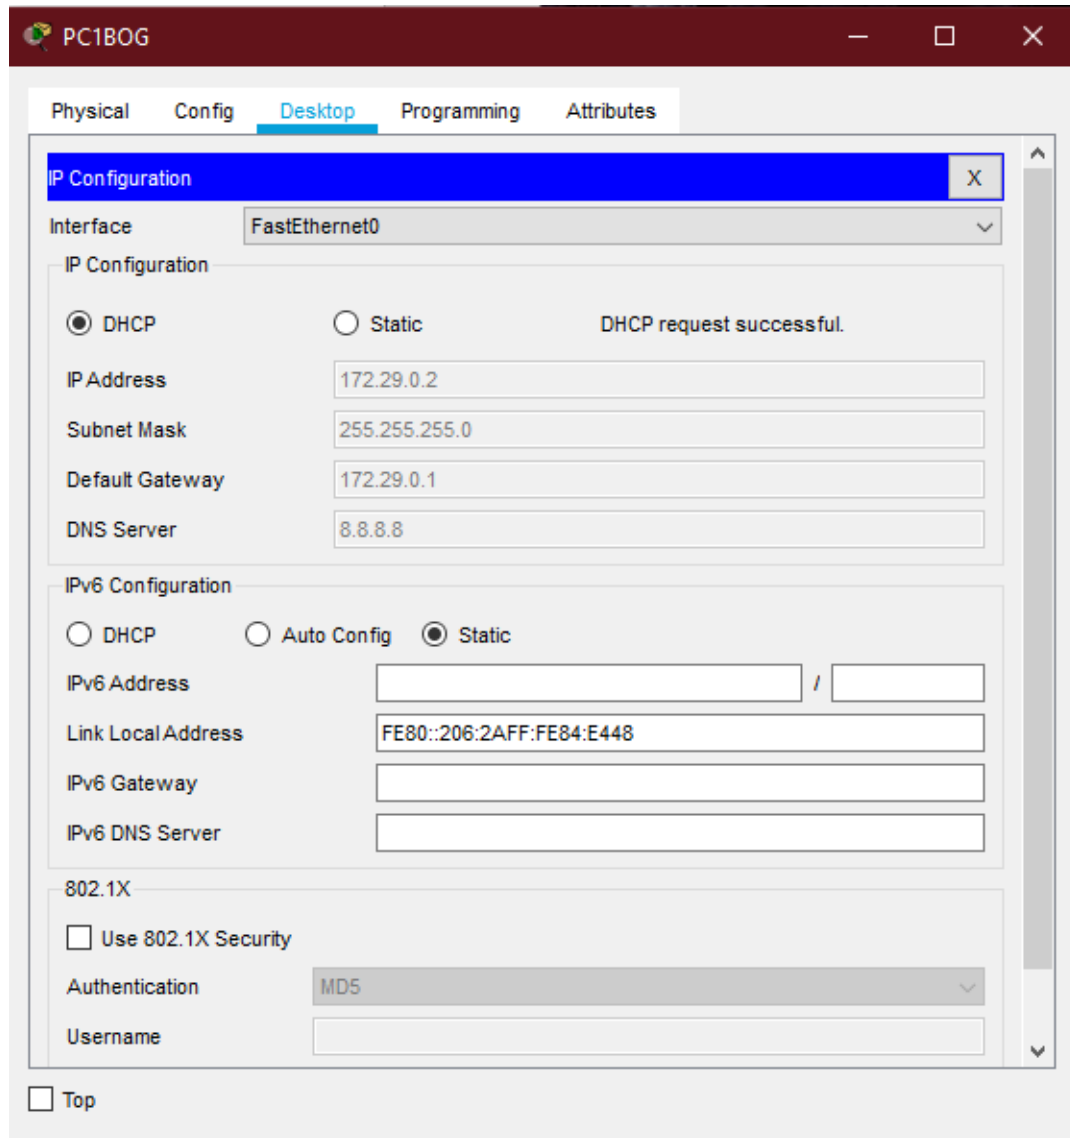 PC1BOG
Physical Config Desktop Programming Attributes
IP Configuration X
Interface FastEthernet0
IP Configuration
DHCP Static DHCP request successful.
IP Address 172.29.0.2
Subnet Mask 255.255.255.0
Default Gateway 172.29.0.1
DNS Server 8.8.8.8
IPv6 Configuration
DHCP Auto Config Static
IPv6 Address /
Link Local Address FE80::206:2AFF:FE84:E448
IPv6 Gateway
IPv6 DNS Server
802.1X
Use 802.1X Security
Authentication MD5
Username
Top